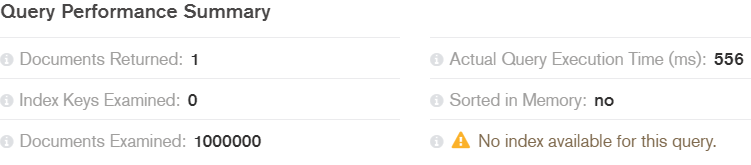 Query Performance Summary
Documents Returned: 1
Actual Query Execution Time (ms): 556
Index Keys Examined: 0
Sorted in Memory: no
Documents Examined: 1000000
No index available for this query.